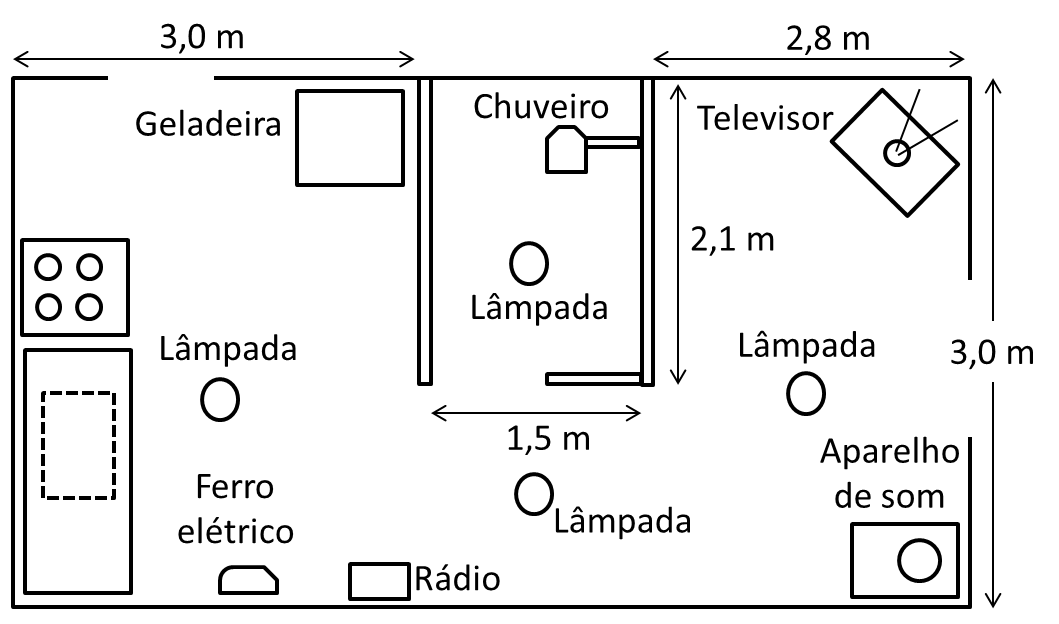 3,0 m
2,8 m
Geladeira
Chuveiro
Televisor
2,1 m
Lâmpada
Lâmpada
Lâmpada
3,0 m
1,5 m
Aparelho
de som
Ferro
elétrico
Lâmpada
Rádio